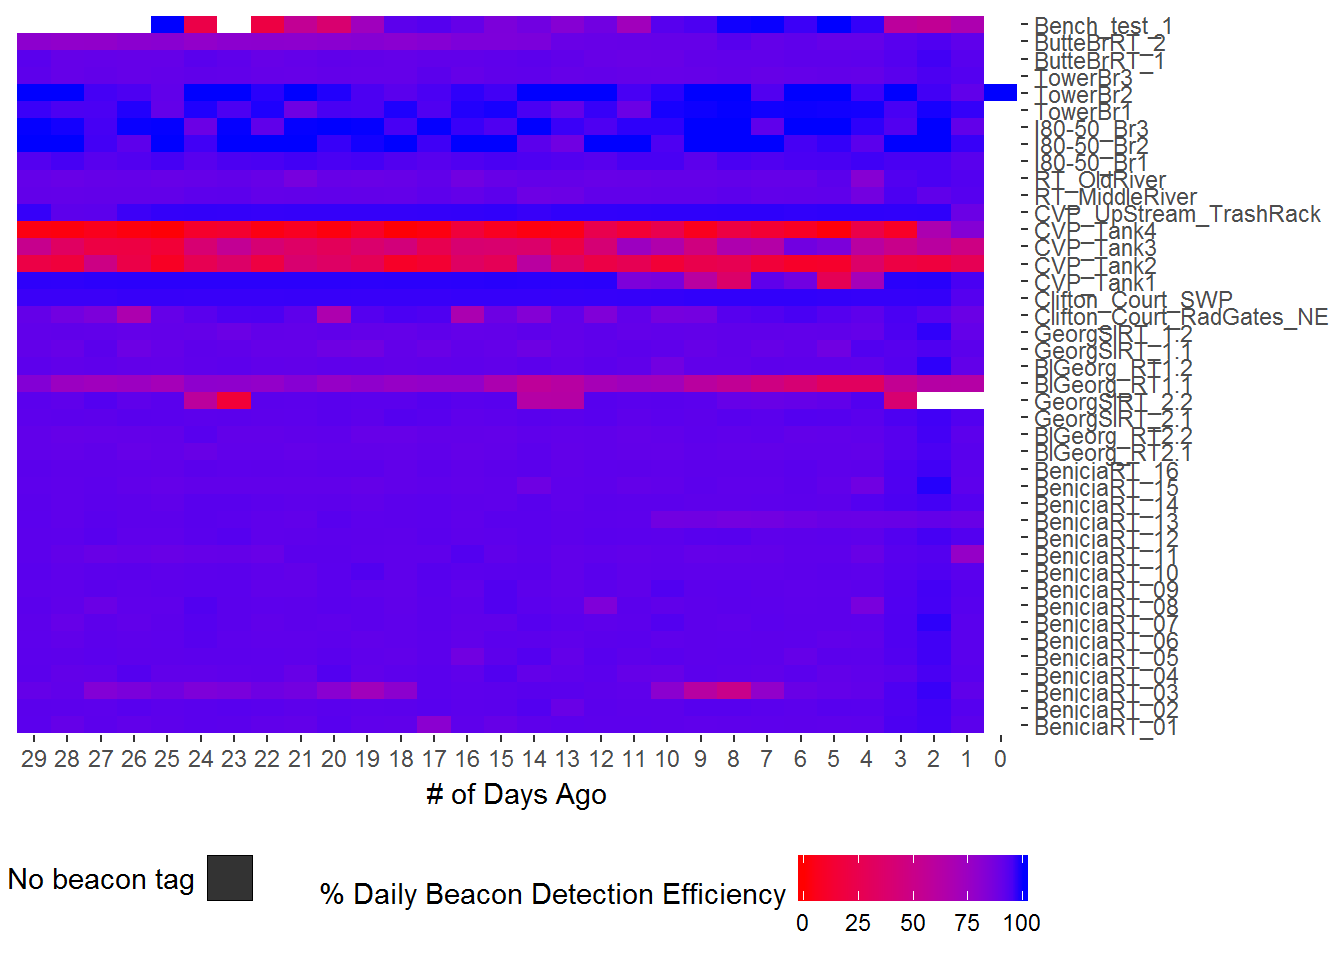 Bench_test_1
ButteBrRT_2
ButteBrRT_1
TowerBr3
TowerBr2
TowerBr1
I80-50_Br3
I80-50_Br2
I80-50_Br1
RT_OldRiver
RT_MiddleRiver
CVP_UpStream_TrashRack
CVP_Tank4
CVP_Tank3
CVP_Tank2
CVP_Tank1
Clifton_Court_SWP
Clifton_Court_RadGates_NE
GeorgSlRT_1.2
GeorgSlRT_1.1
BlGeorg_RT1.2
BlGeorg_RT1.1
GeorgSlRT_2.2
GeorgSlRT_2.1
BlGeorg_RT2.2
BlGeorg_RT2.1
BeniciaRT_16
BeniciaRT_15
BeniciaRT_14
BeniciaRT_13
BeniciaRT_12
BeniciaRT_11
BeniciaRT_10
BeniciaRT_09
BeniciaRT_08
BeniciaRT_07
BeniciaRT_06
BeniciaRT_05
BeniciaRT_04
BeniciaRT_03
BeniciaRT_02
BeniciaRT_01
29 28 27 26 25 24 23 22 21 20 19 18 17 16 15 14 13 12 11 10 9 8 7 6 5 4 3 2 1 0
# of Days Ago
No beacon tag
% Daily Beacon Detection Efficiency
0 25 50 75 100